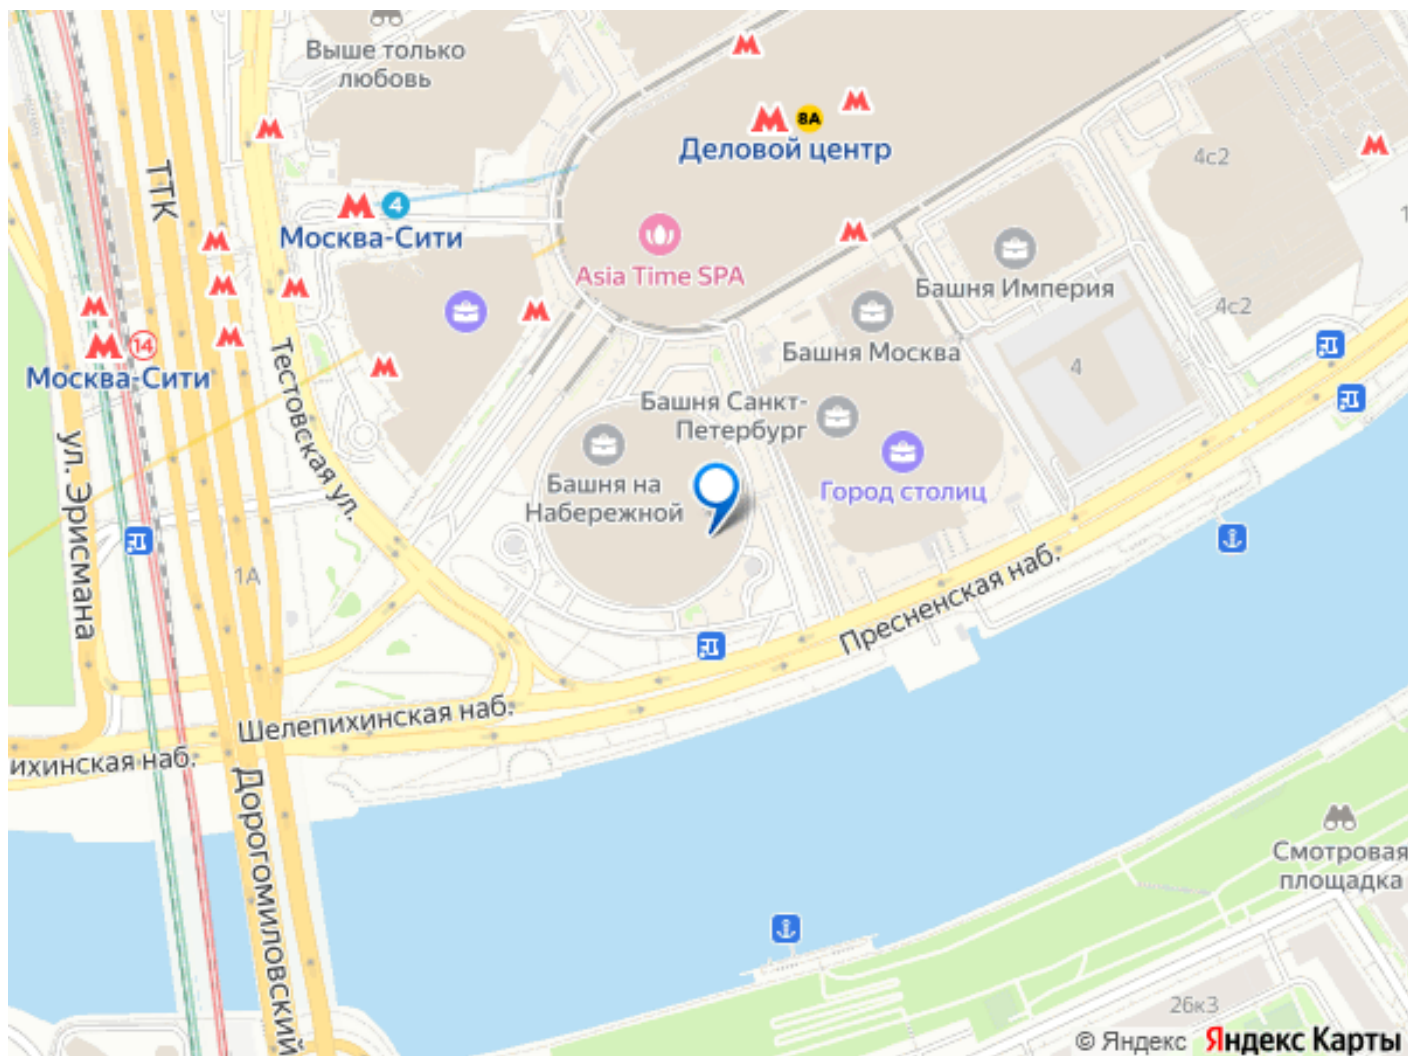 Выше только
любовь
8А
Деловой центр
4с2
1
ТТК
4
Москва-Сити
Asia Time SPA
Башня Империя
4с2
14
Москва-Сити
Башня Москва
4
Тестовская ул.
Башня Санкт-
Петербург
ул. Эрисмана
Башня на
Набережной
Город столиц
1А
Пресненская наб.
Шелепихинская наб.
ихинская наб.
Дорогомиловский
Смотровая
площадка
26к3
© Яндекс Яндекс Карты